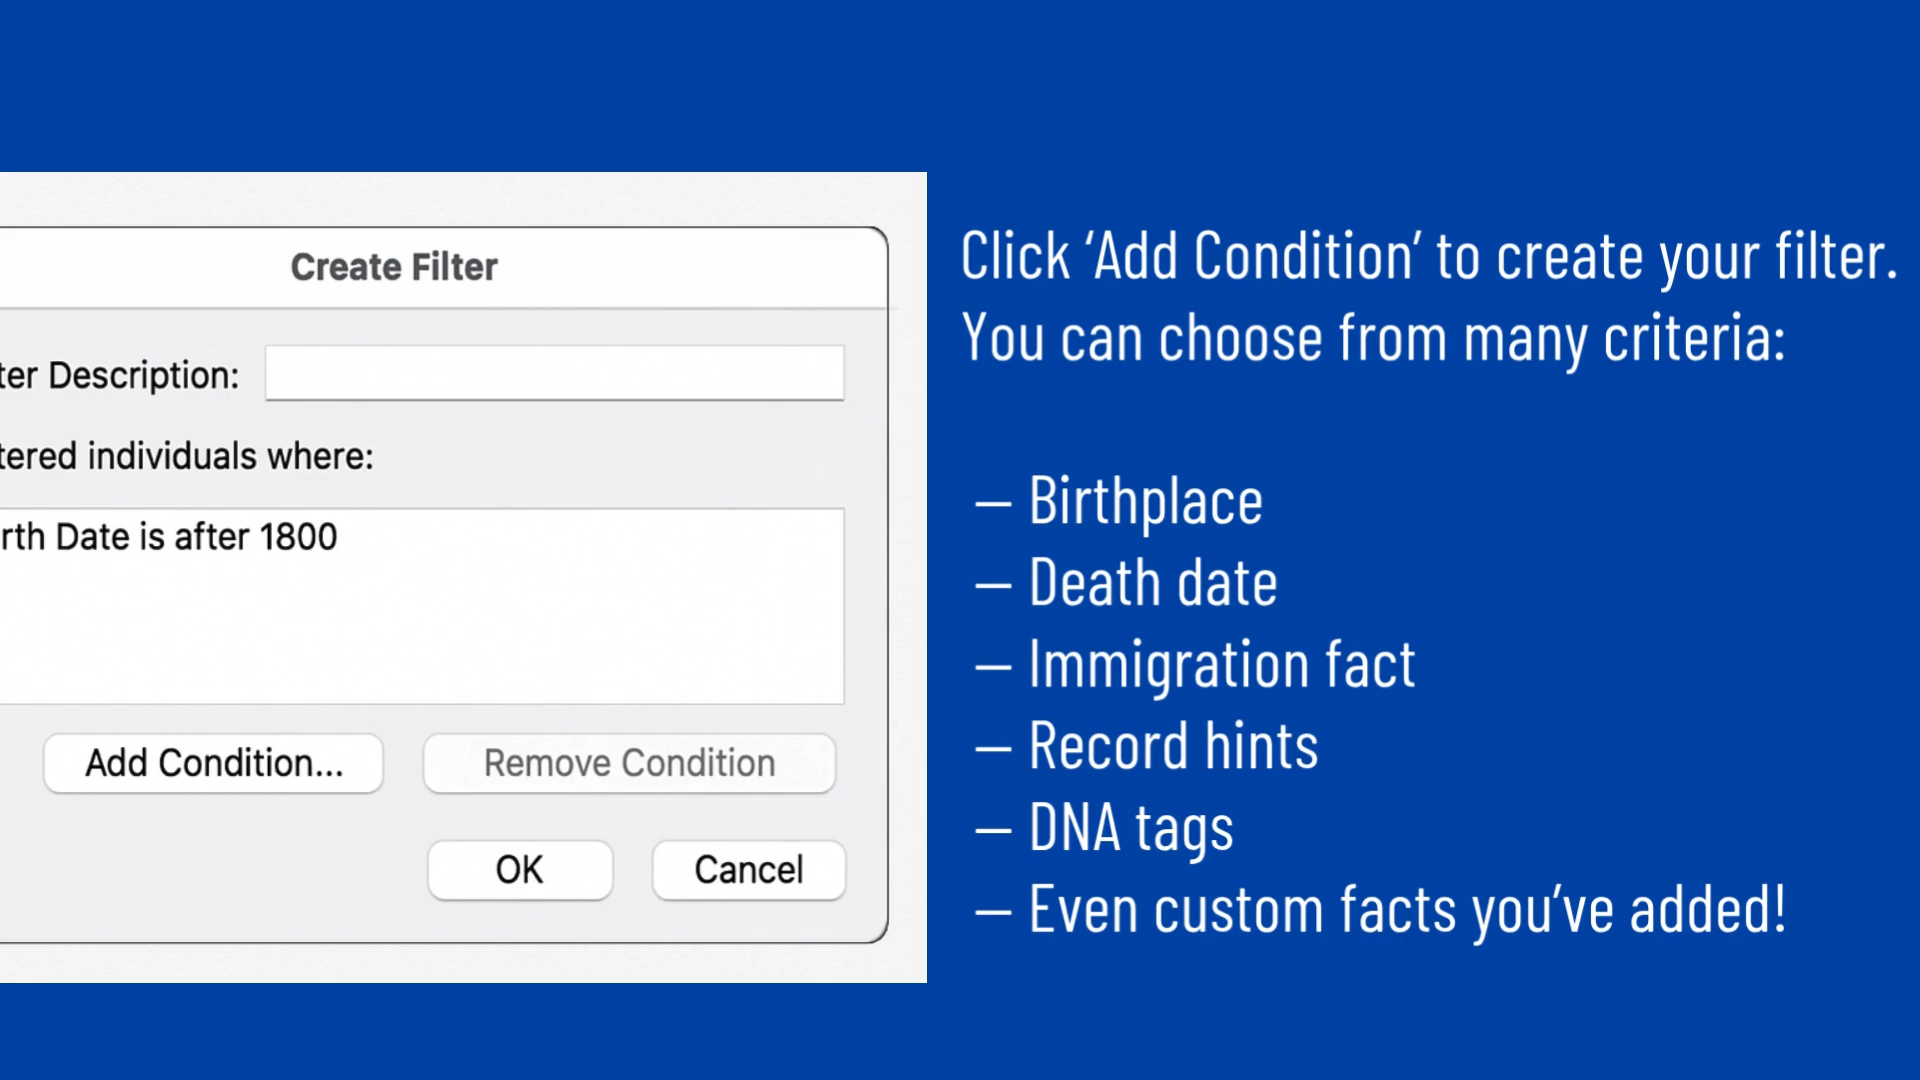 Create Filter
ter Description:
tered individuals where:
rth Date is after 1800
Add Condition...
Remove Condition
OK
Cancel
Click ‘Add Condition’ to create your filter.
You can choose from many criteria:
– Birthplace
– Death date
– Immigration fact
– Record hints
– DNA tags
– Even custom facts you’ve added!